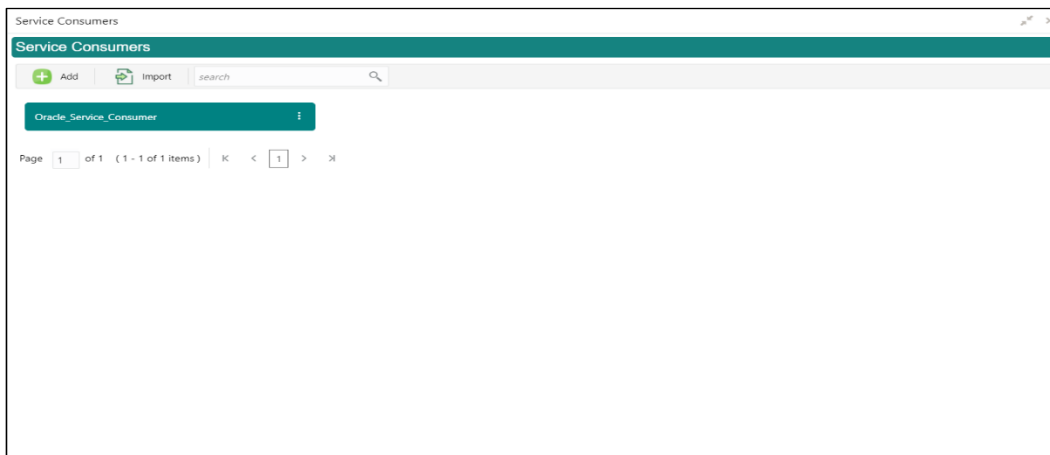 Service Consumers
Service Consumers
Add Import search
Oracle_Service_Consumer
Page 1 of 1 ( 1 - 1 of 1 items ) K < 1 > >|